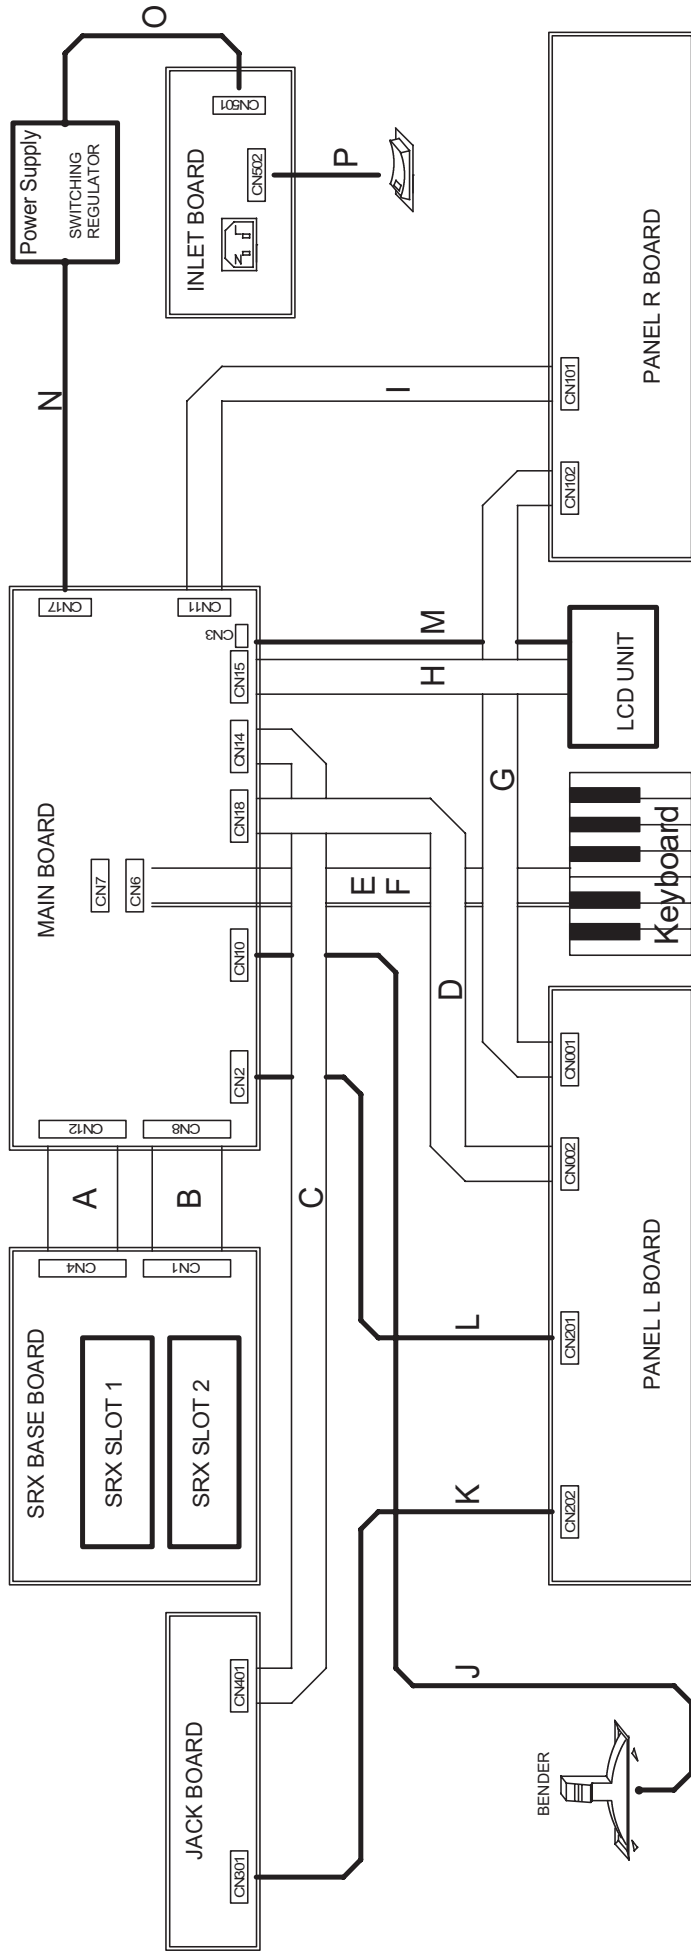 JACK BOARD
CN301
CN401
SRX BASE BOARD
SRX SLOT 1
SRX SLOT 2
CN4
CN1
A
B
MAIN BOARD
CN12
CN8
CN2
CN10
CN7
CN6
CN18
CN14
CN15
CN3
CN11
CN17
N
Power Supply
SWITCHING
REGULATOR
O
INLET BOARD
N
L
CN501
CN502
P
C
E
F
I
J
K
L
D
G
H
M
BENDER
PANEL L BOARD
CN202
CN201
CN002
CN001
Keyboard
LCD UNIT
PANEL R BOARD
CN102
CN101